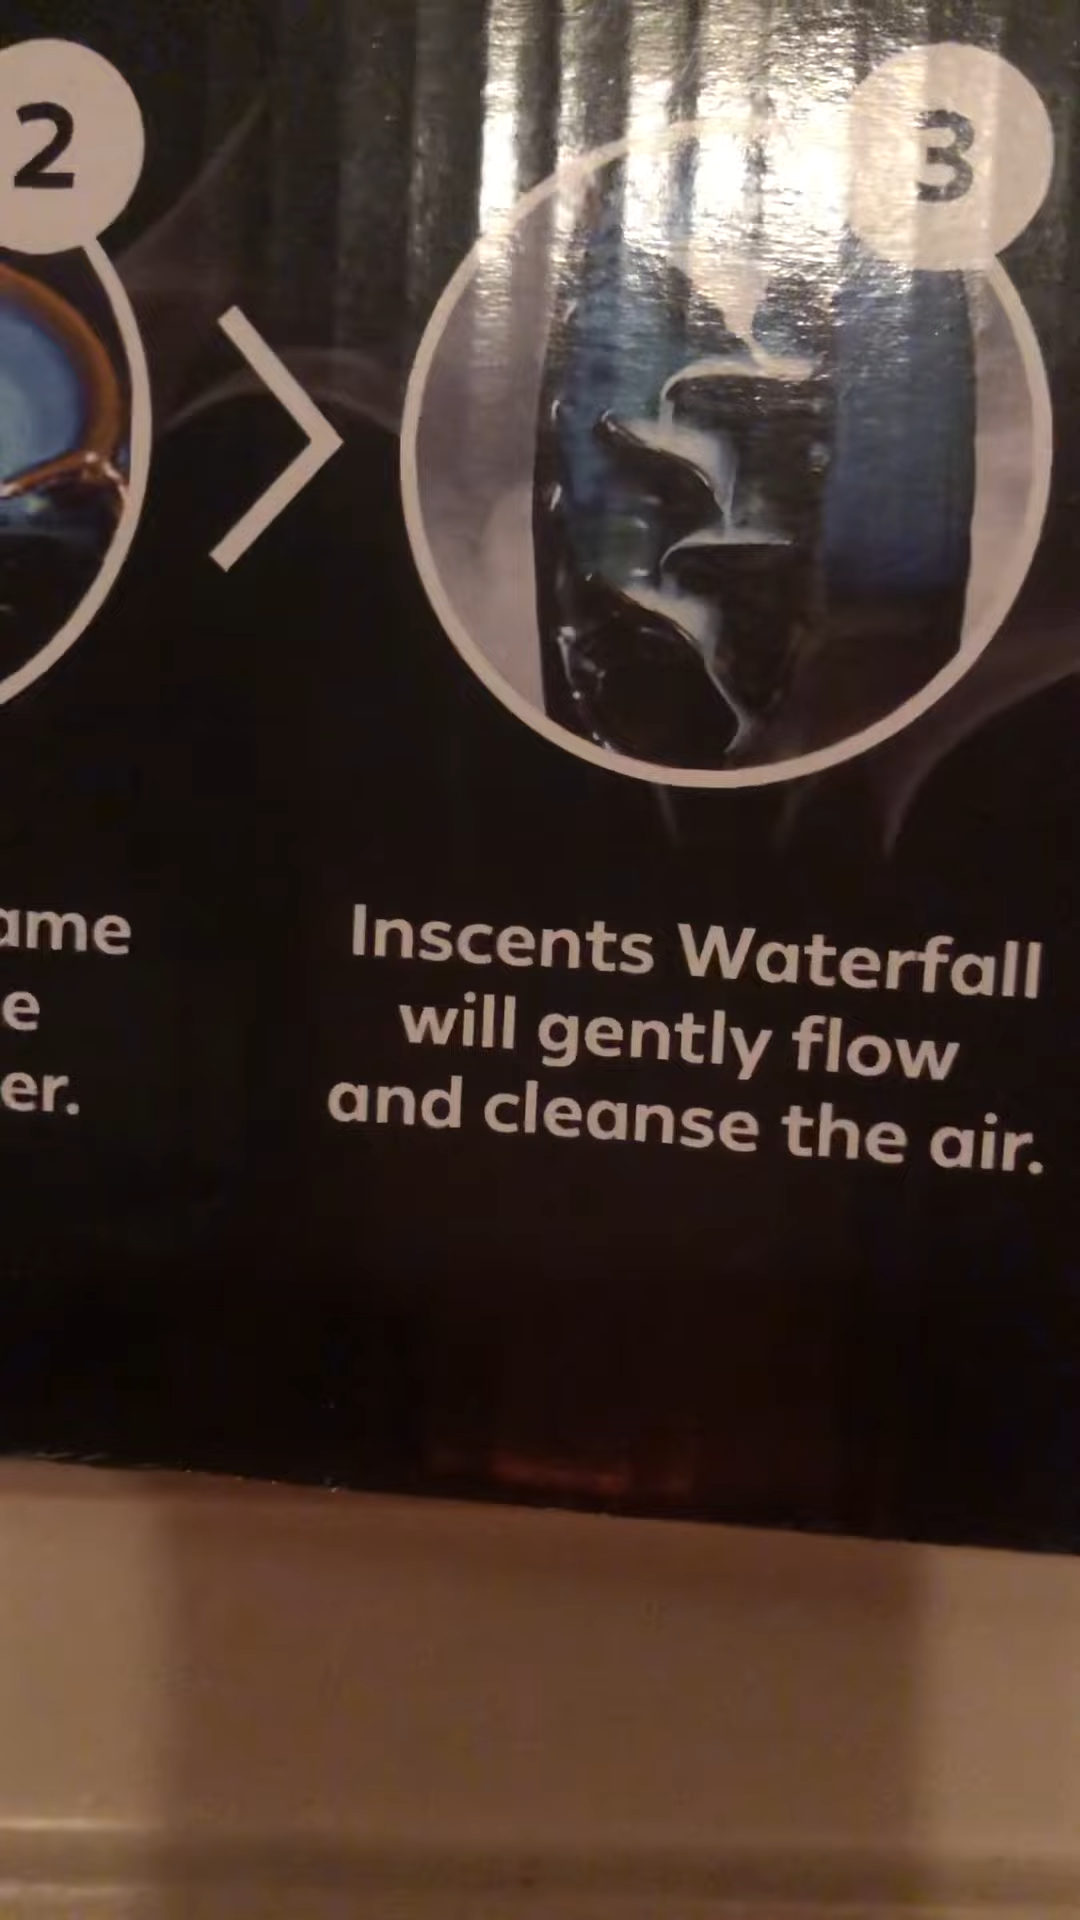 2
3
ame
e
er.
Inscents Waterfall
will gently flow
and cleanse the air.